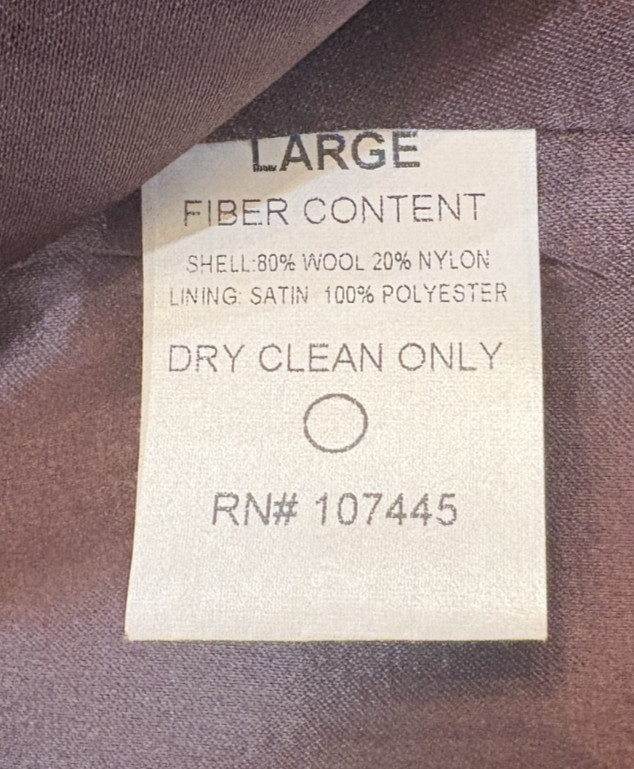 LARGE
FIBER CONTENT
SHELL:80% WOOL 20% NYLON
LINING: SATIN 100% POLYESTER
DRY CLEAN ONLY
RN# 107445